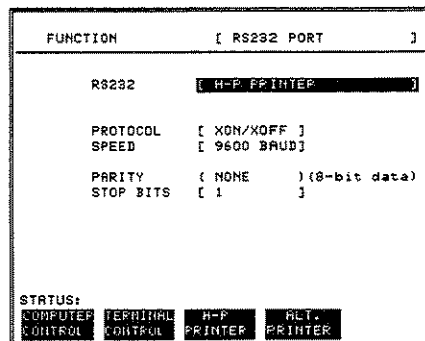 FUNCTION [ RS232 PORT ]
RS232 [ H-P PRINTER ]
PROTOCOL [ XON/XOFF ]
SPEED [ 9600 BAUD]
PARITY ( NONE )(8-bit data)
STOP BITS [ 1 ]
STATUS:
COMPUTER TERMINAL H-P ALT.
CONTROL CONTROL PRINTER PRINTER